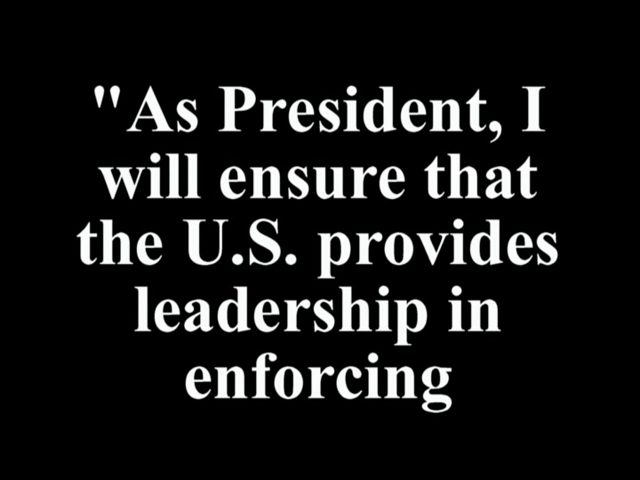 "As President, I
will ensure that
the U.S. provides
leadership in
enforcing